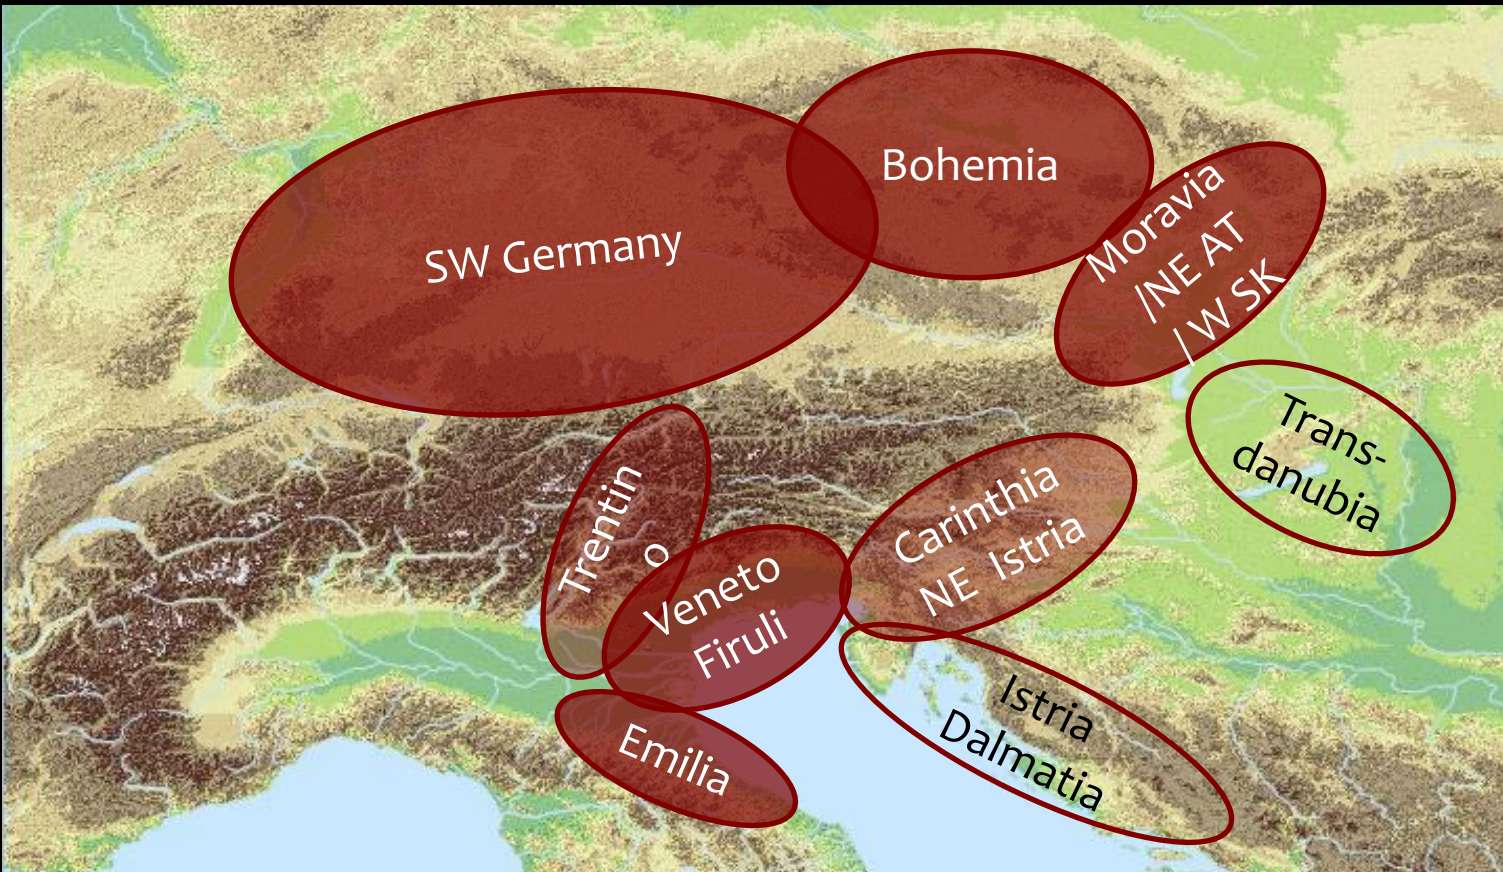 Bohemia
SW Germany
Moravia
/NE AT
/ W SK
Trans-
danubia
Trentin
o
Veneto
Firuli
Carinthia
NE Istria
Emilia
Istria
Dalmatia